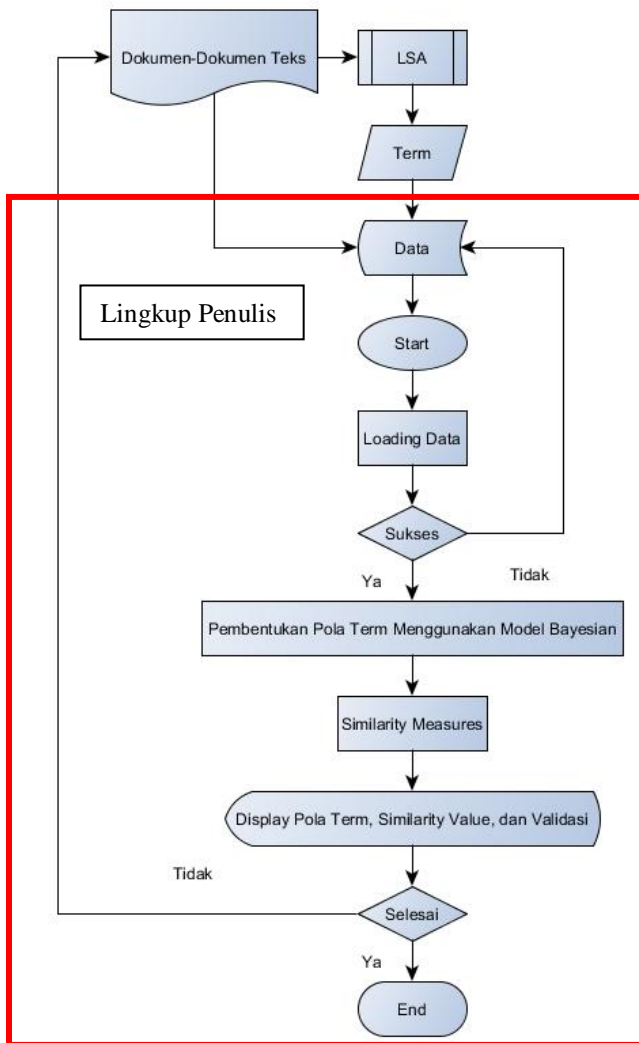 Dokumen-Dokumen Teks
LSA
Term
Data
Lingkup Penulis
Start
Loading Data
Sukses
Ya
Tidak
Pembentukan Pola Term Menggunakan Model Bayesian
Similarity Measures
Display Pola Term, Similarity Value, dan Validasi
Tidak
Selesai
Ya
End